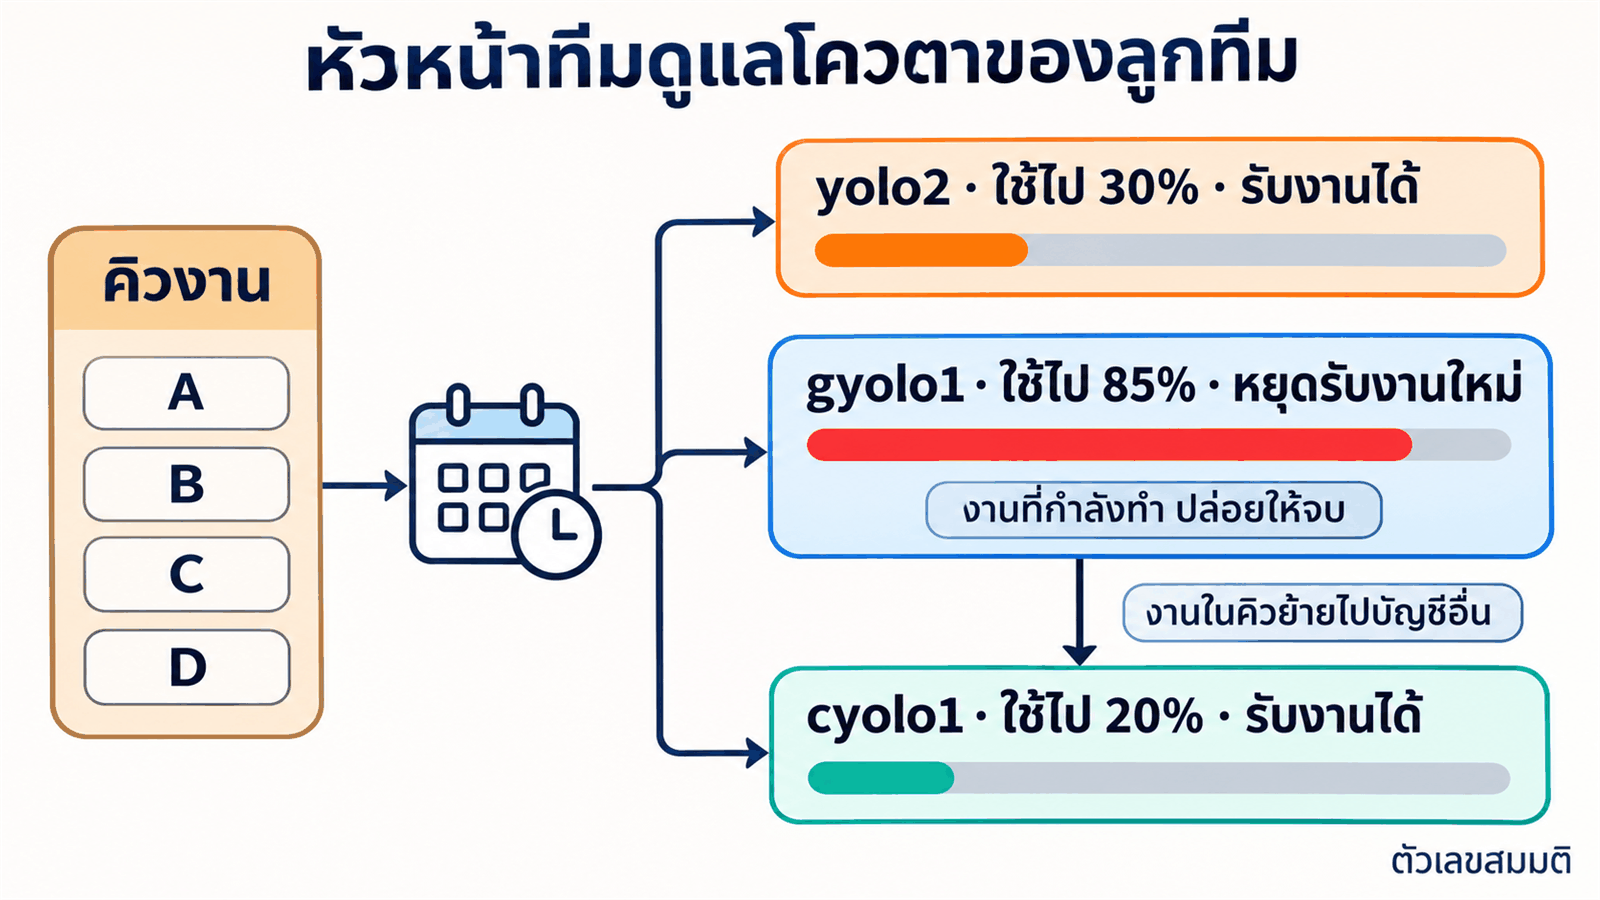 หัวหน้าทีมดูแลโควตาของลูกทีม
คิวงาน
A
B
C
D
yolo2 · ใช้ไป 30% · รับงานได้
gyolo1 · ใช้ไป 85% · หยุดรับงานใหม่
งานที่กำลังทำ ปล่อยให้จบ
งานในคิวย้ายไปบัญชีอื่น
cyolo1 · ใช้ไป 20% · รับงานได้
ตัวเลขสมมติ